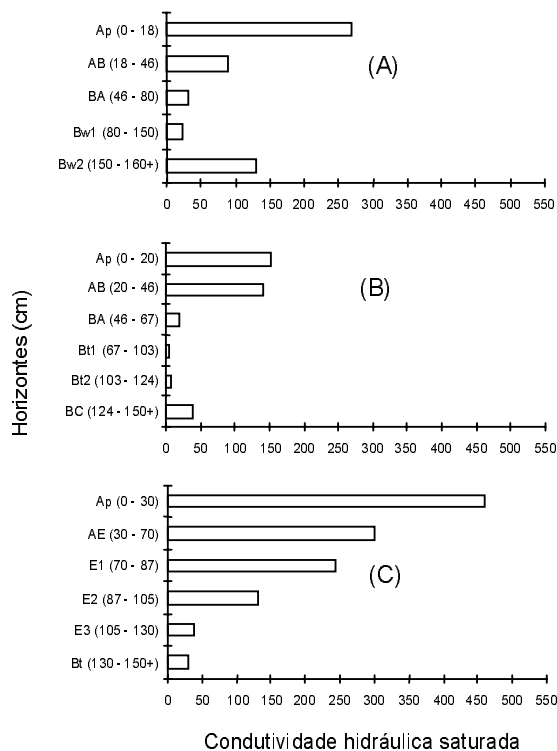 Ap (0 - 18)
AB (18 - 46)
(A)
BA (46 - 80)
Bw1 (80 - 150)
Bw2 (150 - 160+)
0 50 100 150 200 250 300 350 400 450 500 550
Horizontes (cm)
Ap (0 - 20)
AB (20 - 46)
(B)
BA (46 - 67)
Bt1 (67 - 103)
Bt2 (103 - 124)
BC (124 - 150+)
0 50 100 150 200 250 300 350 400 450 500 550
Ap (0 - 30)
AE (30 - 70)
E1 (70 - 87)
(C)
E2 (87 - 105)
E3 (105 - 130)
Bt (130 - 150+)
0 50 100 150 200 250 300 350 400 450 500 550
Condutividade hidráulica saturada